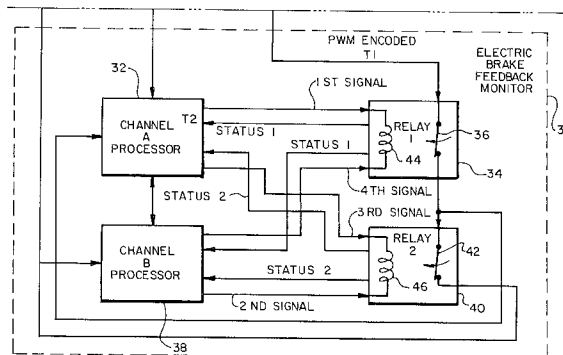 PWM ENCODED
T1
ELECTRIC
BRAKE
FEEDBACK
MONITOR
3
32
1ST SIGNAL
CHANNEL
A
PROCESSOR
T2
STATUS 1
STATUS 1
RELAY
1
36
44
34
4TH SIGNAL
STATUS 2
3RD SIGNAL
CHANNEL
B
PROCESSOR
STATUS 2
RELAY
2
42
46
40
2ND SIGNAL
38